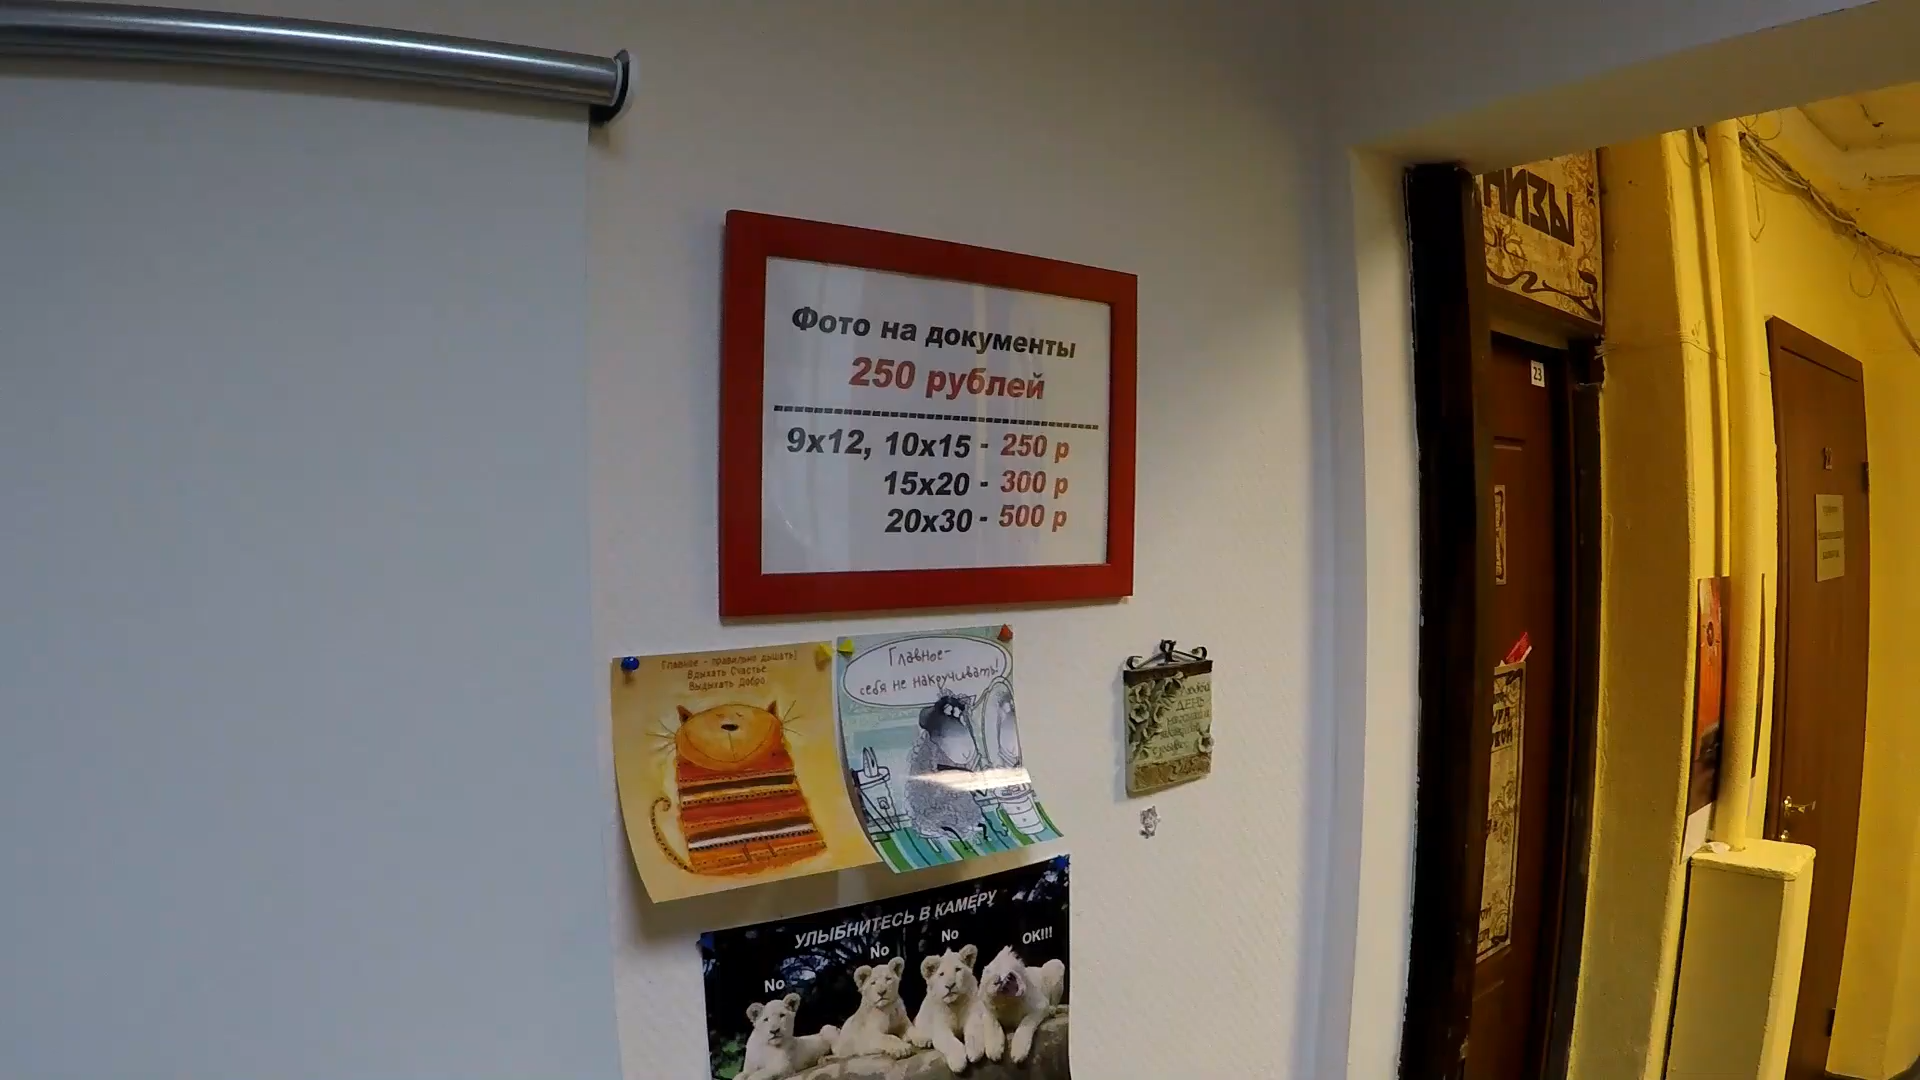 Фото на документы
250 рублей
9x12, 10x15 - 250 р
15x20 - 300 р
20x30 - 500 р
Главное - правильно дышать!
Вдыхать Счастье
Выдыхать Добро
Главное-
себя не накручивать!
ДЕНЬ
УЛЫБНИТЕСЬ В КАМЕРУ
No
No
No
OK!!!
23